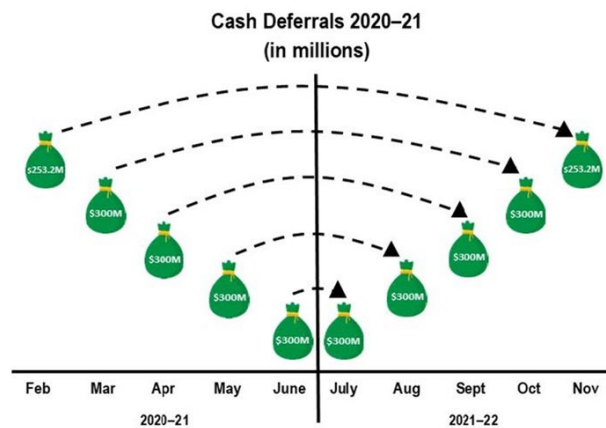 Cash Deferrals 2020–21
(in millions)
$253.2M
$253.2M
$300M
$300M
$300M
$300M
$300M
$300M
$300M
$300M
Feb Mar Apr May June July Aug Sept Oct Nov
2020–21 2021–22